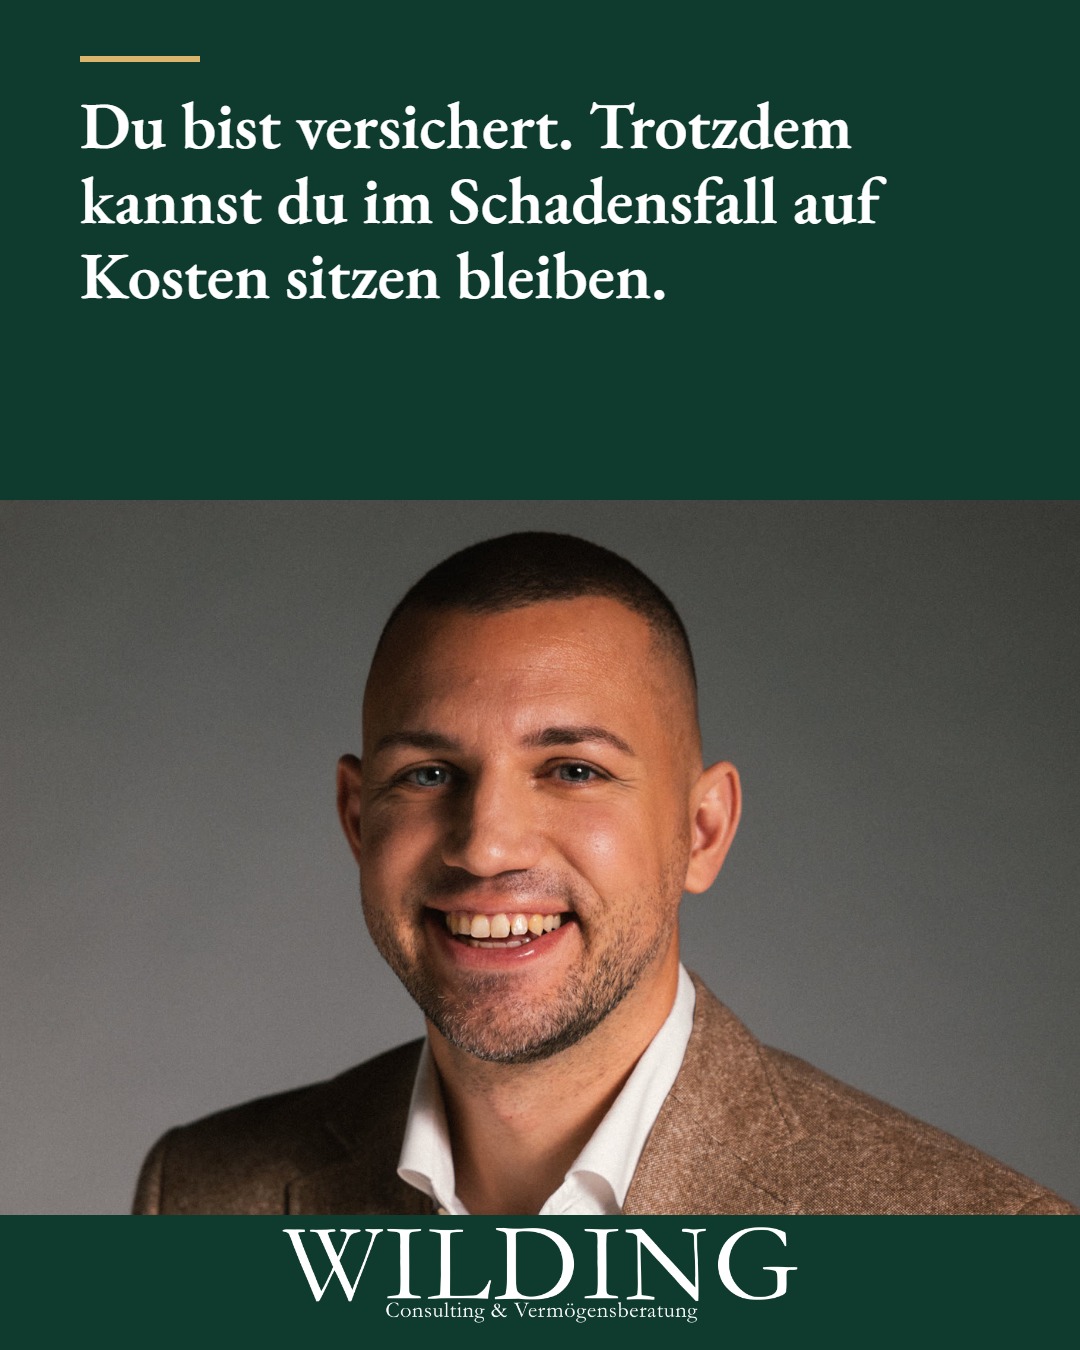 Du bist versichert. Trotzdem
kannst du im Schadensfall auf
Kosten sitzen bleiben.
WILDING
Consulting & Vermögensberatung